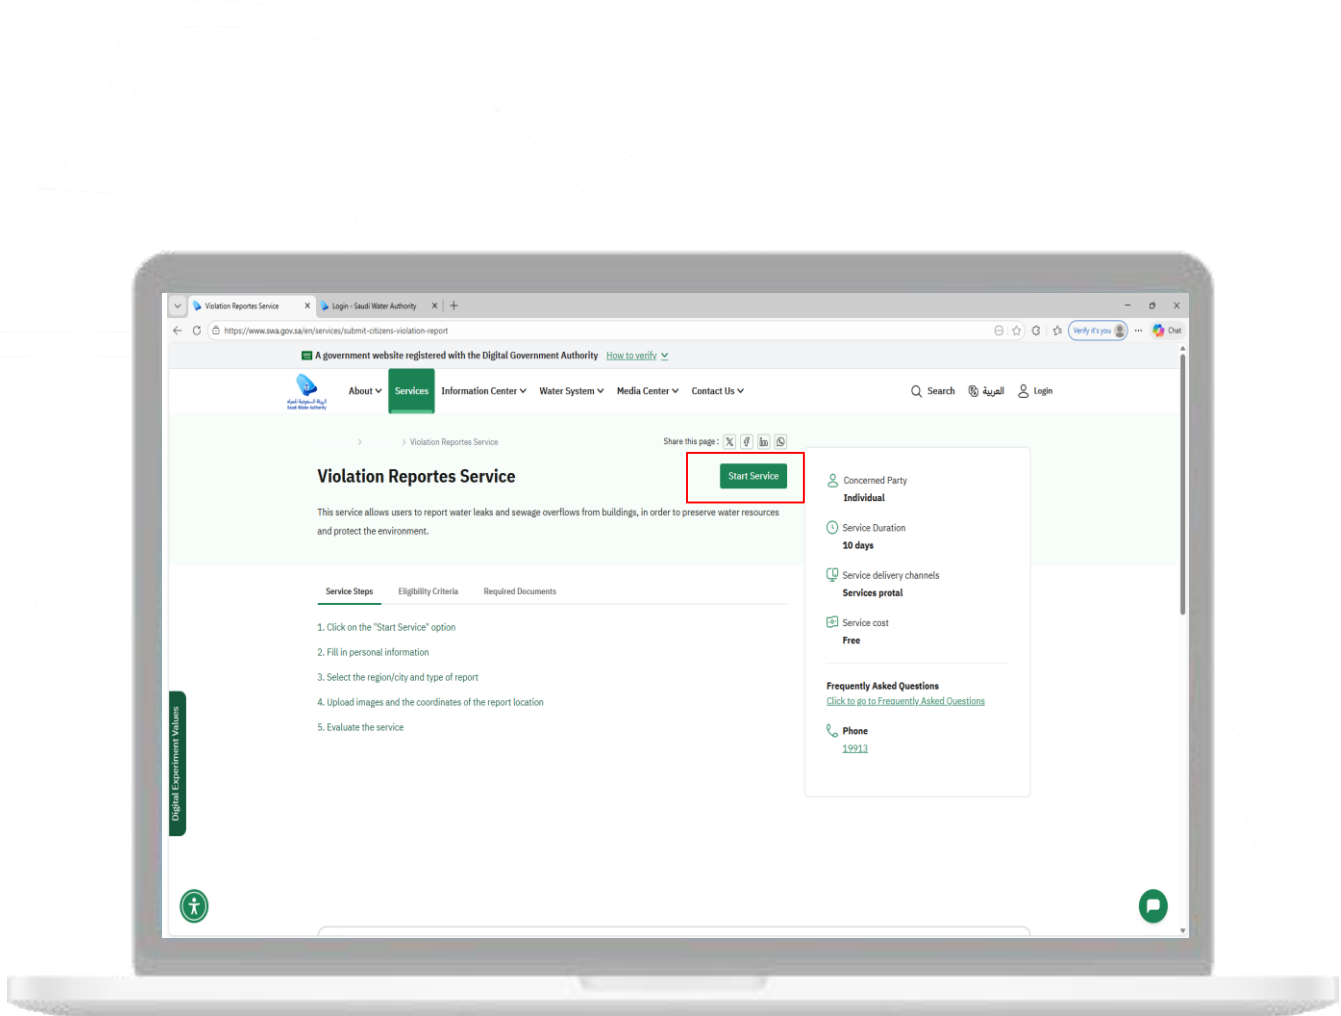 Violation Reportes Service
Login - Saudi Water Authority
https://www.swa.gov.sa/en/services/submit-citizens-violation-report
Verify it's you
Chat
A government website registered with the Digital Government Authority How to verify
الهيئة السعودية للمياه
Saudi Water Authority
About
Services
Information Center
Water System
Media Center
Contact Us
Search
العربية
Login
> > Violation Reportes Service
Share this page :
Violation Reportes Service
Start Service
This service allows users to report water leaks and sewage overflows from buildings, in order to preserve water resources
and protect the environment.
Service Steps
Eligibility Criteria
Required Documents
1. Click on the "Start Service" option
2. Fill in personal information
3. Select the region/city and type of report
4. Upload images and the coordinates of the report location
5. Evaluate the service
Concerned Party
Individual
Service Duration
10 days
Service delivery channels
Services protal
Service cost
Free
Frequently Asked Questions
Click to go to Frequently Asked Questions
Phone
19913
Digital Experiment Values